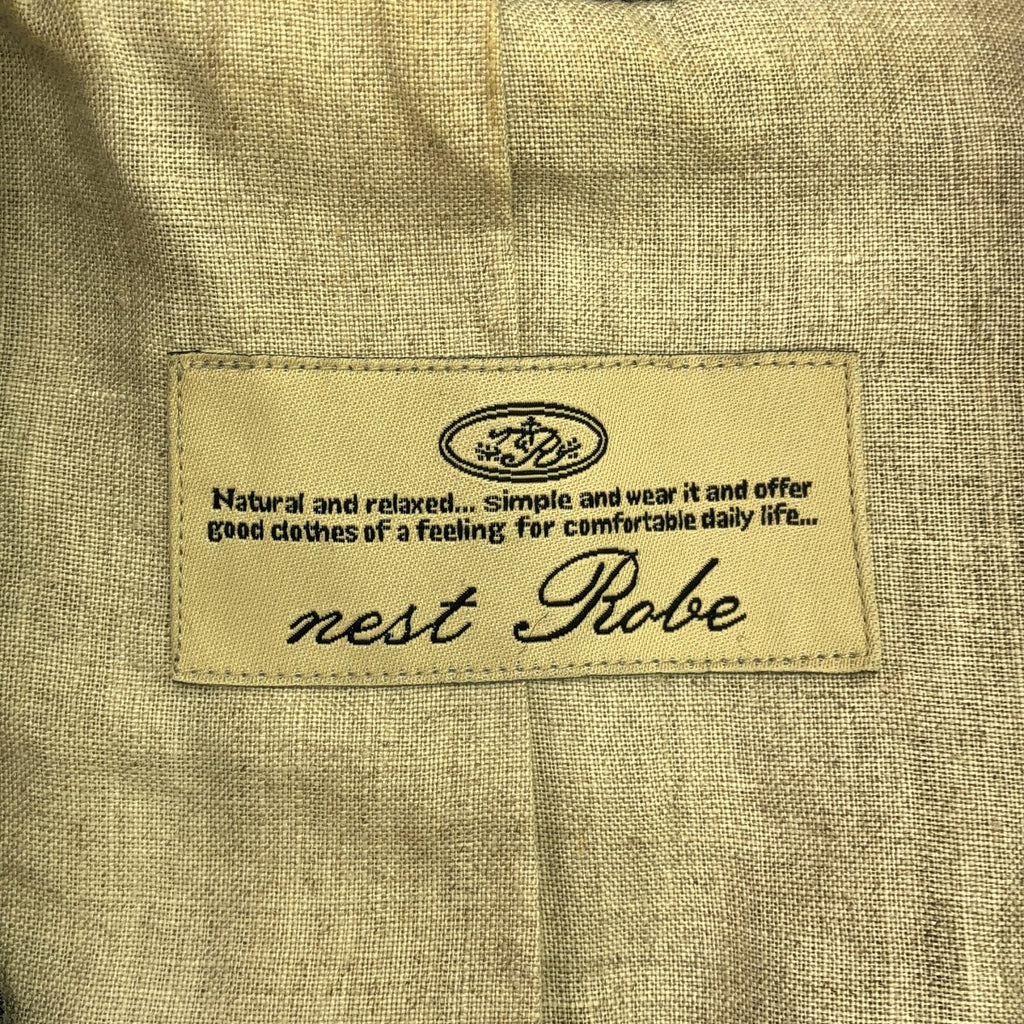 Natural and relaxed... simple and wear it and offer
good clothes of a feeling for comfortable daily life...
nest Robe